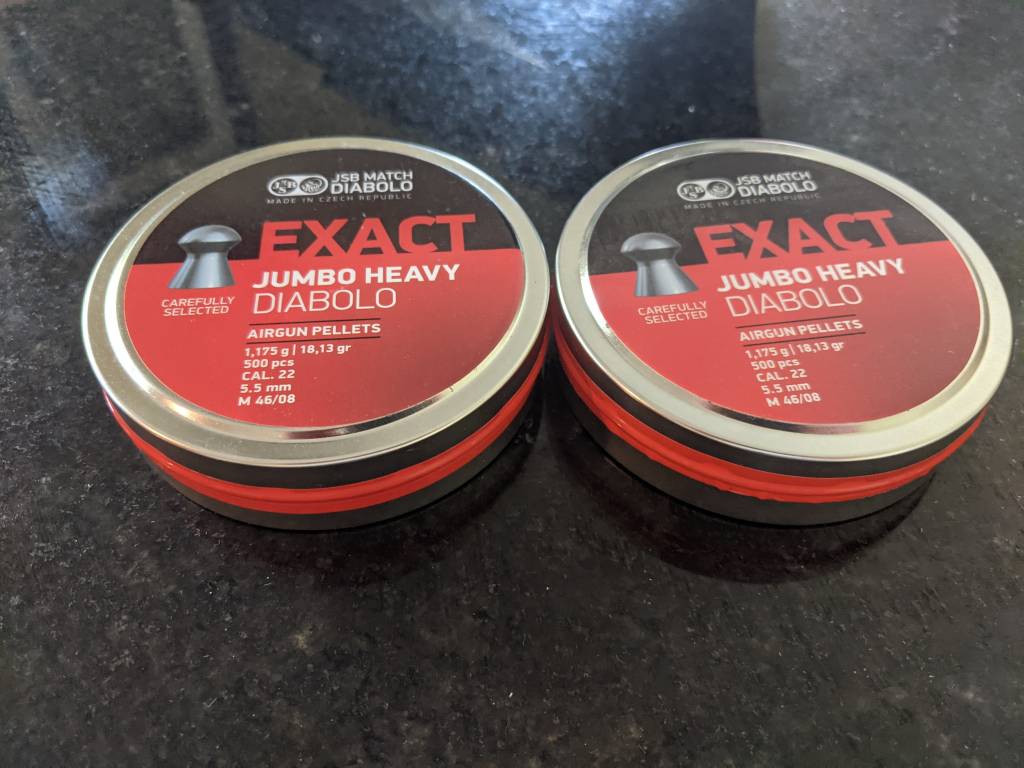 JSB MATCH
DIABOLO
MADE IN CZECH REPUBLIC
EXACT
JUMBO HEAVY
DIABOLO
CAREFULLY
SELECTED
AIRGUN PELLETS
1,175 g | 18,13 gr
500 pcs
CAL. 22
5.5 mm
M 46/08
JSB MATCH
DIABOLO
MADE IN CZECH REPUBLIC
EXACT
JUMBO HEAVY
DIABOLO
CAREFULLY
SELECTED
AIRGUN PELLETS
1,175 g | 18,13 gr
500 pcs
CAL. 22
5.5 mm
M 46/08